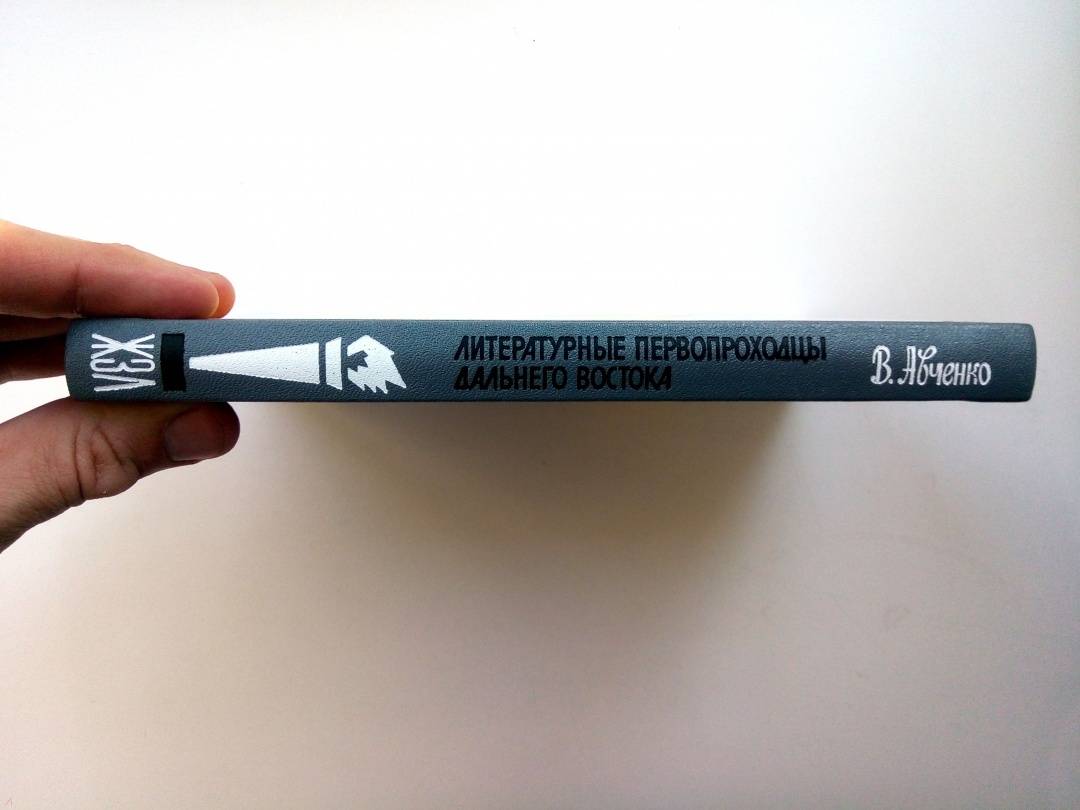 ЖЗЛ
ЛИТЕРАТУРНЫЕ ПЕРВОПРОХОДЦЫ
ДАЛЬНЕГО ВОСТОКА
В. Авченко